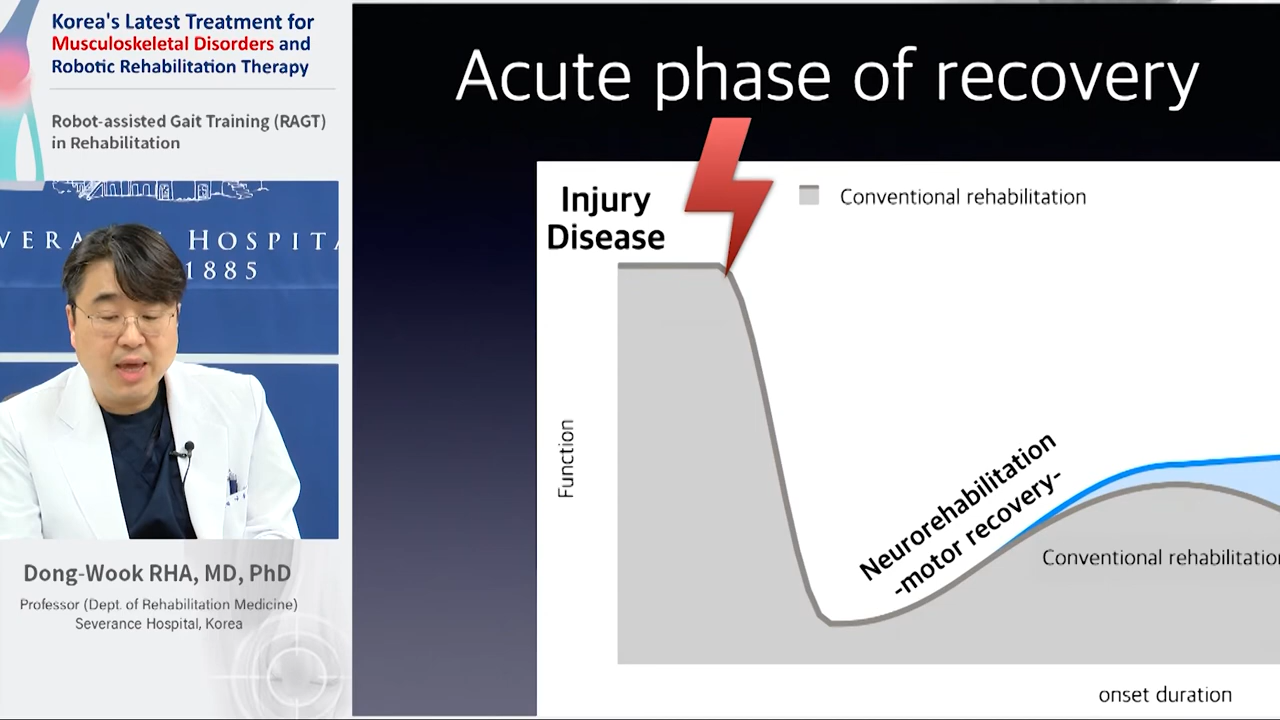 Korea's Latest Treatment for
Musculoskeletal Disorders and
Robotic Rehabilitation Therapy
Robot-assisted Gait Training (RAGT)
in Rehabilitation
HOSPITA
1885
Dong-Wook RHA, MD, PhD
Professor (Dept. of Rehabilitation Medicine)
Severance Hospital, Korea
Acute phase of recovery
Injury
Disease
Conventional rehabilitation
Function
Neurorehabilitation
-motor recovery-
Conventional rehabilitation
onset duration